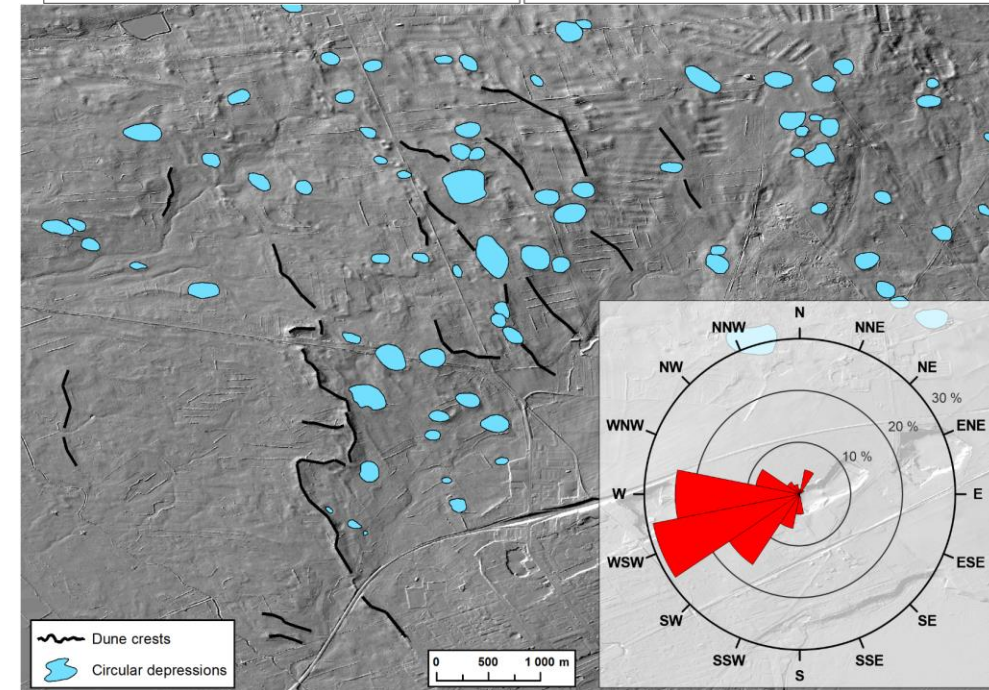 N
NNW
NNE
NW
NE
30 %
WNW
20 %
ENE
10 %
W
E
WSW
ESE
SW
SE
SSW
SSE
S
Dune crests
Circular depressions
0
500
1 000 m